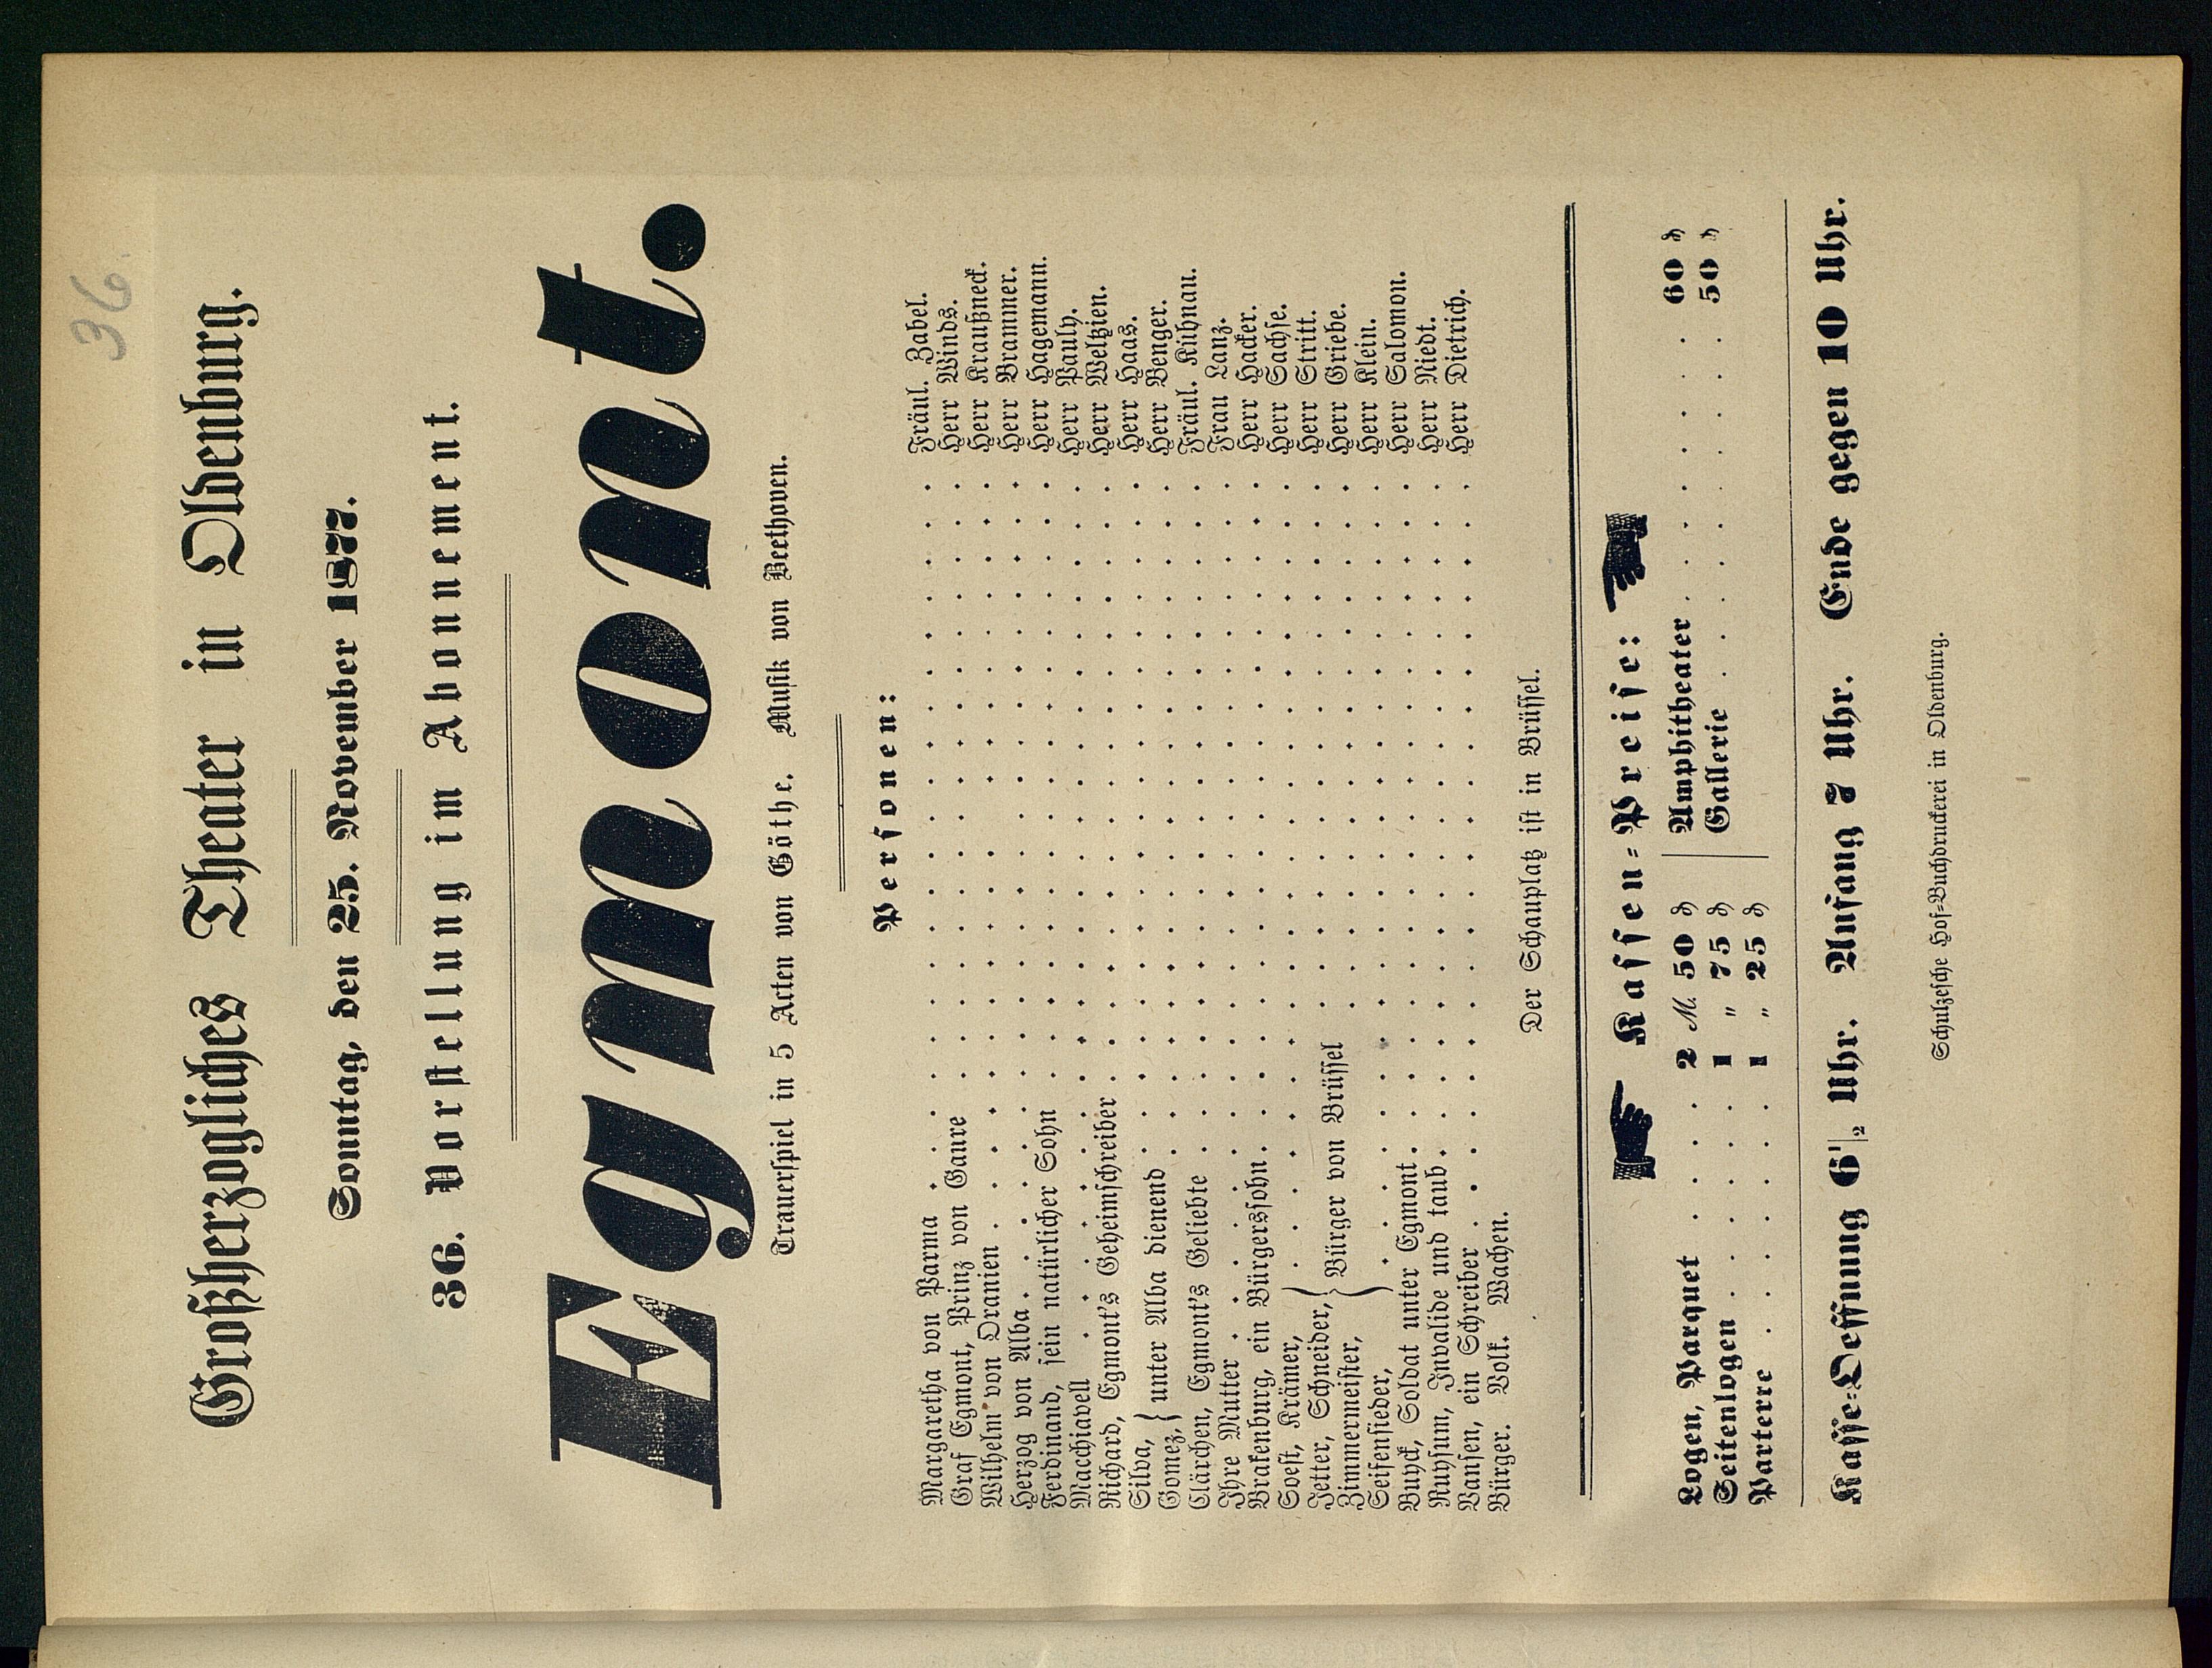 36.
Großherzogliches Theater in Oldenburg.
Sonntag, den 25. November 1877.
36. Vorstellung im Abonnement.
Egmont.
Trauerspiel in 5 Acten von Göthe. Musik von Beethoven.
Personen:
Margaretha von Parma . . . . . Fräul. Zabel.
Graf Egmont, Prinz von Gaure . . . . . Herr Winds.
Wilhelm von Oranien . . . . . Herr Kraußneck.
Herzog von Alba . . . . . Herr Brammer.
Ferdinand, sein natürlicher Sohn . . . . . Herr Hagemann.
Macchiavell . . . . . Herr Pauly.
Richard, Egmont's Geheimschreiber . . . . . Herr Weltzien.
Silva, } unter Alba dienend . . . . . Herr Haas.
Gomez, } . . . . . Herr Benger.
Clärchen, Egmont's Geliebte . . . . . Fräul. Kühnau.
Ihre Mutter . . . . . Frau Lanz.
Brakenburg, ein Bürgerssohn . . . . . Herr Hacker.
Soest, Krämer, } . . . . . Herr Sachse.
Jetter, Schneider, } Bürger von Brüssel . . . . . Herr Stritt.
Zimmermeister, } . . . . . Herr Griebe.
Seifensieder, } . . . . . Herr Klein.
Buyck, Soldat unter Egmont . . . . . Herr Salomon.
Ruysum, Invalide und taub . . . . . Herr Niedt.
Vansen, ein Schreiber . . . . . Herr Dietrich.
Bürger. Volk. Wachen.
Der Schauplatz ist in Brüssel.
Kassen-Preise:
Logen, Parquet . . . . 2 M. 50 ₰ Amphitheater . . . . . 60 ₰
Seitenlogen . . . . 1 " 75 ₰ Gallerie . . . . . 50 ₰
Parterre . . . . 1 " 25 ₰
Kasse-Oeffnung 6 1/2 Uhr. Anfang 7 Uhr. Ende gegen 10 Uhr.
Schulzesche Hof-Buchdruckerei in Oldenburg.